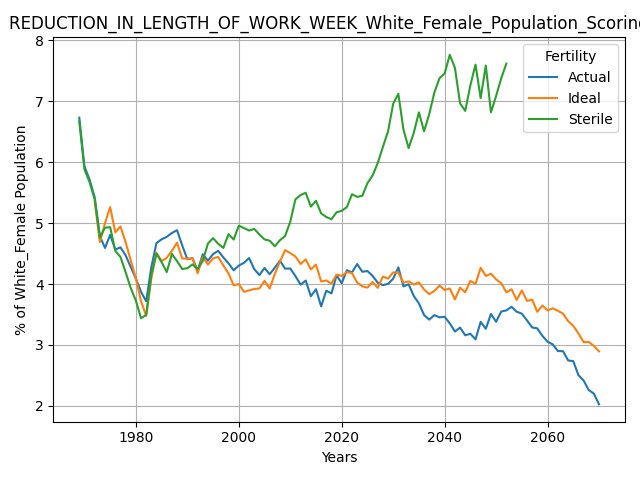 REDUCTION_IN_LENGTH_OF_WORK_WEEK_White_Female_Population_Scoring
8
7
6
5
4
3
2
% of White_Female Population
Fertility
Actual
Ideal
Sterile
1980
2000
2020
2040
2060
Years